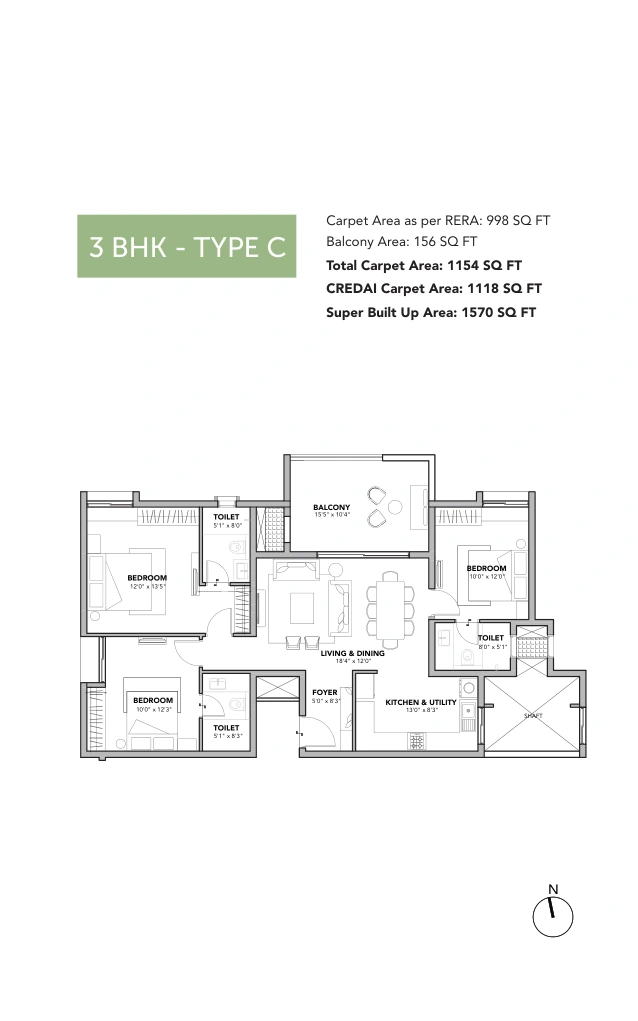 3 BHK - TYPE C
Carpet Area as per RERA: 998 SQ FT
Balcony Area: 156 SQ FT
Total Carpet Area: 1154 SQ FT
CREDAI Carpet Area: 1118 SQ FT
Super Built Up Area: 1570 SQ FT
BALCONY
15'5" x 10'4"
TOILET
5'1" x 8'0"
BEDROOM
12'0" x 13'5"
BEDROOM
10'0" x 12'0"
TOILET
8'0" x 5'1"
LIVING & DINING
18'4" x 12'0"
BEDROOM
10'0" x 12'3"
TOILET
5'1" x 8'3"
FOYER
5'0" x 8'3"
KITCHEN & UTILITY
13'0" x 8'3"
SHAFT
N